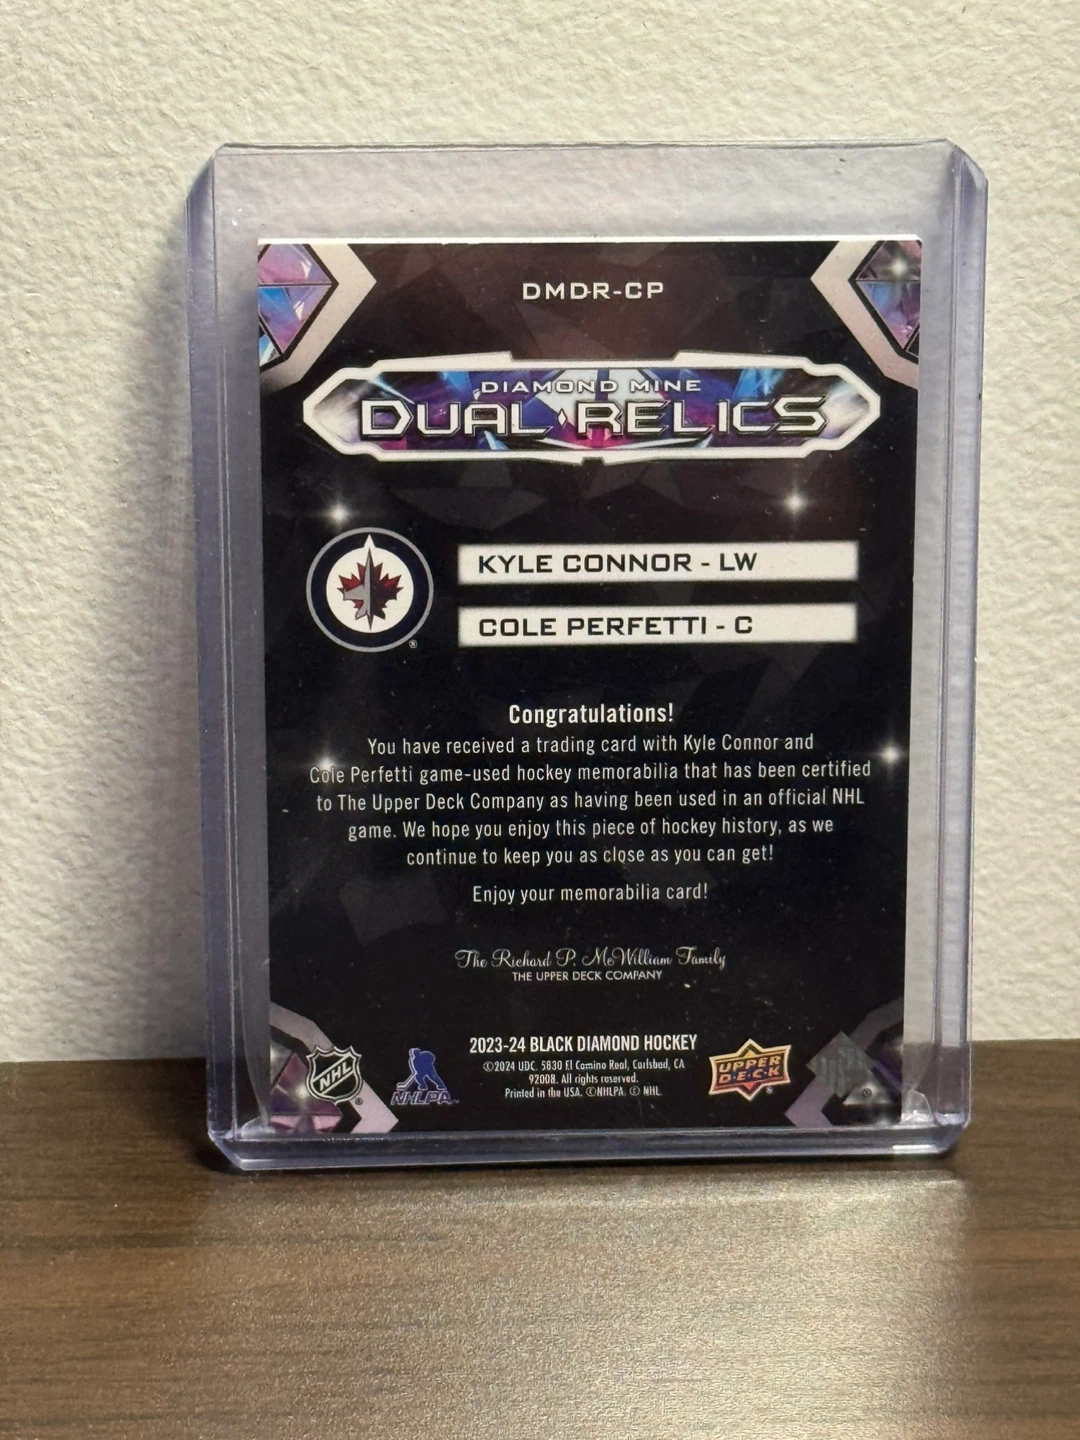 DMDR-CP
DIAMOND MINE
DUAL RELICS
KYLE CONNOR - LW
COLE PERFETTI - C
Congratulations!
You have received a trading card with Kyle Connor and
Cole Perfetti game-used hockey memorabilia that has been certified
to The Upper Deck Company as having been used in an official NHL
game. We hope you enjoy this piece of hockey history, as we
continue to keep you as close as you can get!
Enjoy your memorabilia card!
The Richard P. McWilliam Family
THE UPPER DECK COMPANY
2023-24 BLACK DIAMOND HOCKEY
©2024 UDC. 5830 El Camino Real, Carlsbad, CA
92008. All rights reserved.
Printed in the USA. ©NHLPA. © NHL.
NHL
NHLPA
UPPER
DECK